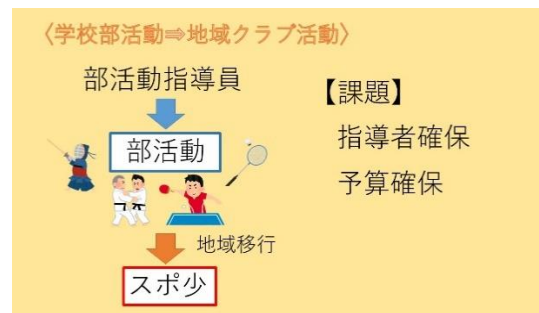 〈学校部活動⇒地域クラブ活動〉
部活動指導員
部活動
地域移行
スポ少
【課題】
指導者確保
予算確保